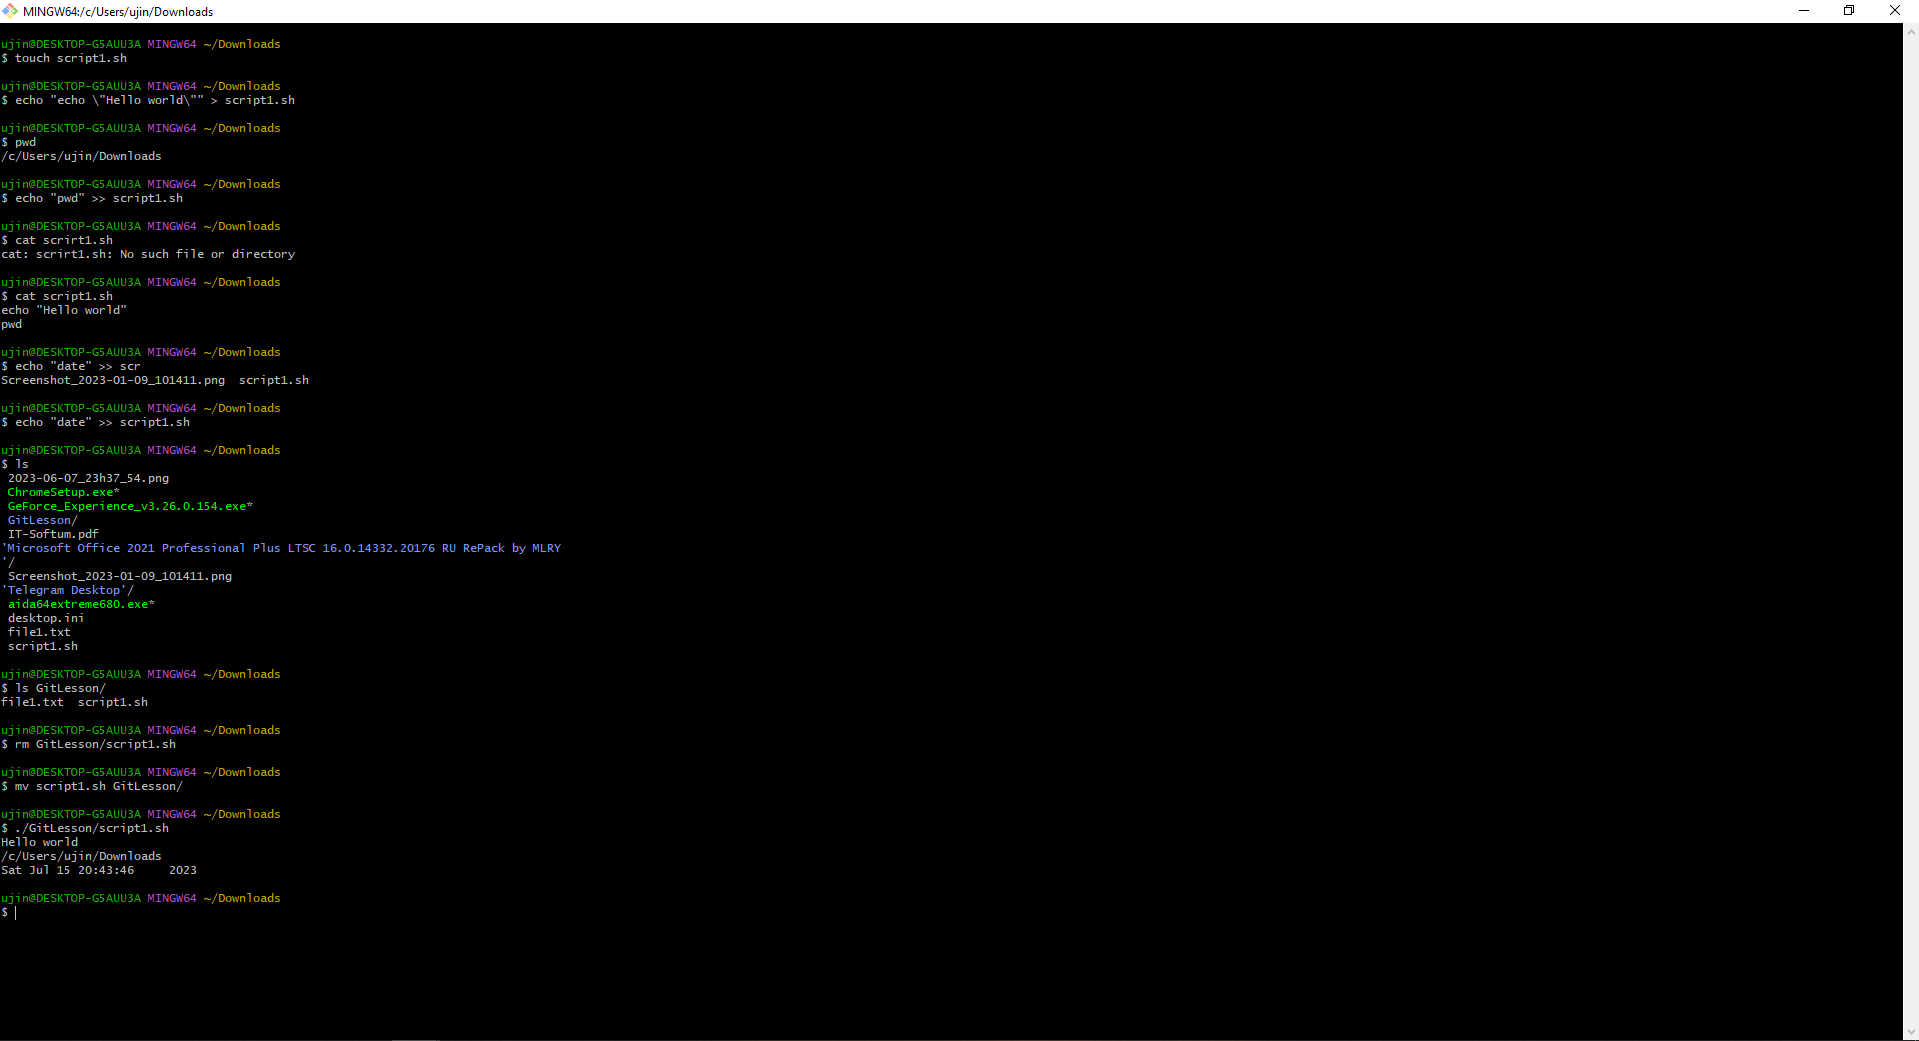 MINGW64:/c/Users/ujin/Downloads
ujin@DESKTOP-G5AUU3A MINGW64 ~/Downloads
$ touch script1.sh
ujin@DESKTOP-G5AUU3A MINGW64 ~/Downloads
$ echo "echo \"Hello world\"" > script1.sh
ujin@DESKTOP-G5AUU3A MINGW64 ~/Downloads
$ pwd
/c/Users/ujin/Downloads
ujin@DESKTOP-G5AUU3A MINGW64 ~/Downloads
$ echo "pwd" >> script1.sh
ujin@DESKTOP-G5AUU3A MINGW64 ~/Downloads
$ cat scrirt1.sh
cat: scrirt1.sh: No such file or directory
ujin@DESKTOP-G5AUU3A MINGW64 ~/Downloads
$ cat script1.sh
echo "Hello world"
pwd
ujin@DESKTOP-G5AUU3A MINGW64 ~/Downloads
$ echo "date" >> scr
Screenshot_2023-01-09_101411.png  script1.sh
ujin@DESKTOP-G5AUU3A MINGW64 ~/Downloads
$ echo "date" >> script1.sh
ujin@DESKTOP-G5AUU3A MINGW64 ~/Downloads
$ ls
2023-06-07_23h37_54.png
ChromeSetup.exe*
GeForce_Experience_v3.26.0.154.exe*
GitLesson/
IT-Softum.pdf
'Microsoft Office 2021 Professional Plus LTSC 16.0.14332.20176 RU RePack by MLRY
'/
Screenshot_2023-01-09_101411.png
'Telegram Desktop'/
aida64extreme680.exe*
desktop.ini
file1.txt
script1.sh
ujin@DESKTOP-G5AUU3A MINGW64 ~/Downloads
$ ls GitLesson/
file1.txt  script1.sh
ujin@DESKTOP-G5AUU3A MINGW64 ~/Downloads
$ rm GitLesson/script1.sh
ujin@DESKTOP-G5AUU3A MINGW64 ~/Downloads
$ mv script1.sh GitLesson/
ujin@DESKTOP-G5AUU3A MINGW64 ~/Downloads
$ ./GitLesson/script1.sh
Hello world
/c/Users/ujin/Downloads
Sat Jul 15 20:43:46     2023
ujin@DESKTOP-G5AUU3A MINGW64 ~/Downloads
$